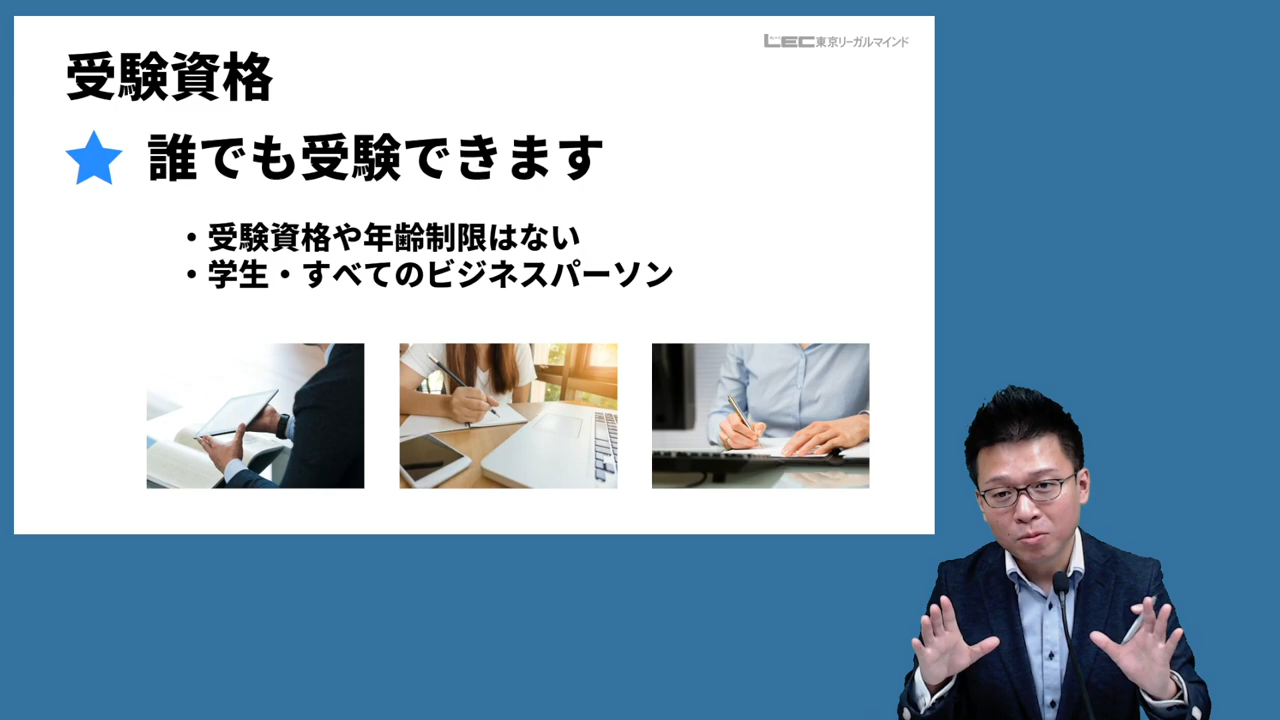 LEC東京リーガルマインド
受験資格
誰でも受験できます
・受験資格や年齢制限はない
・学生・すべてのビジネスパーソン